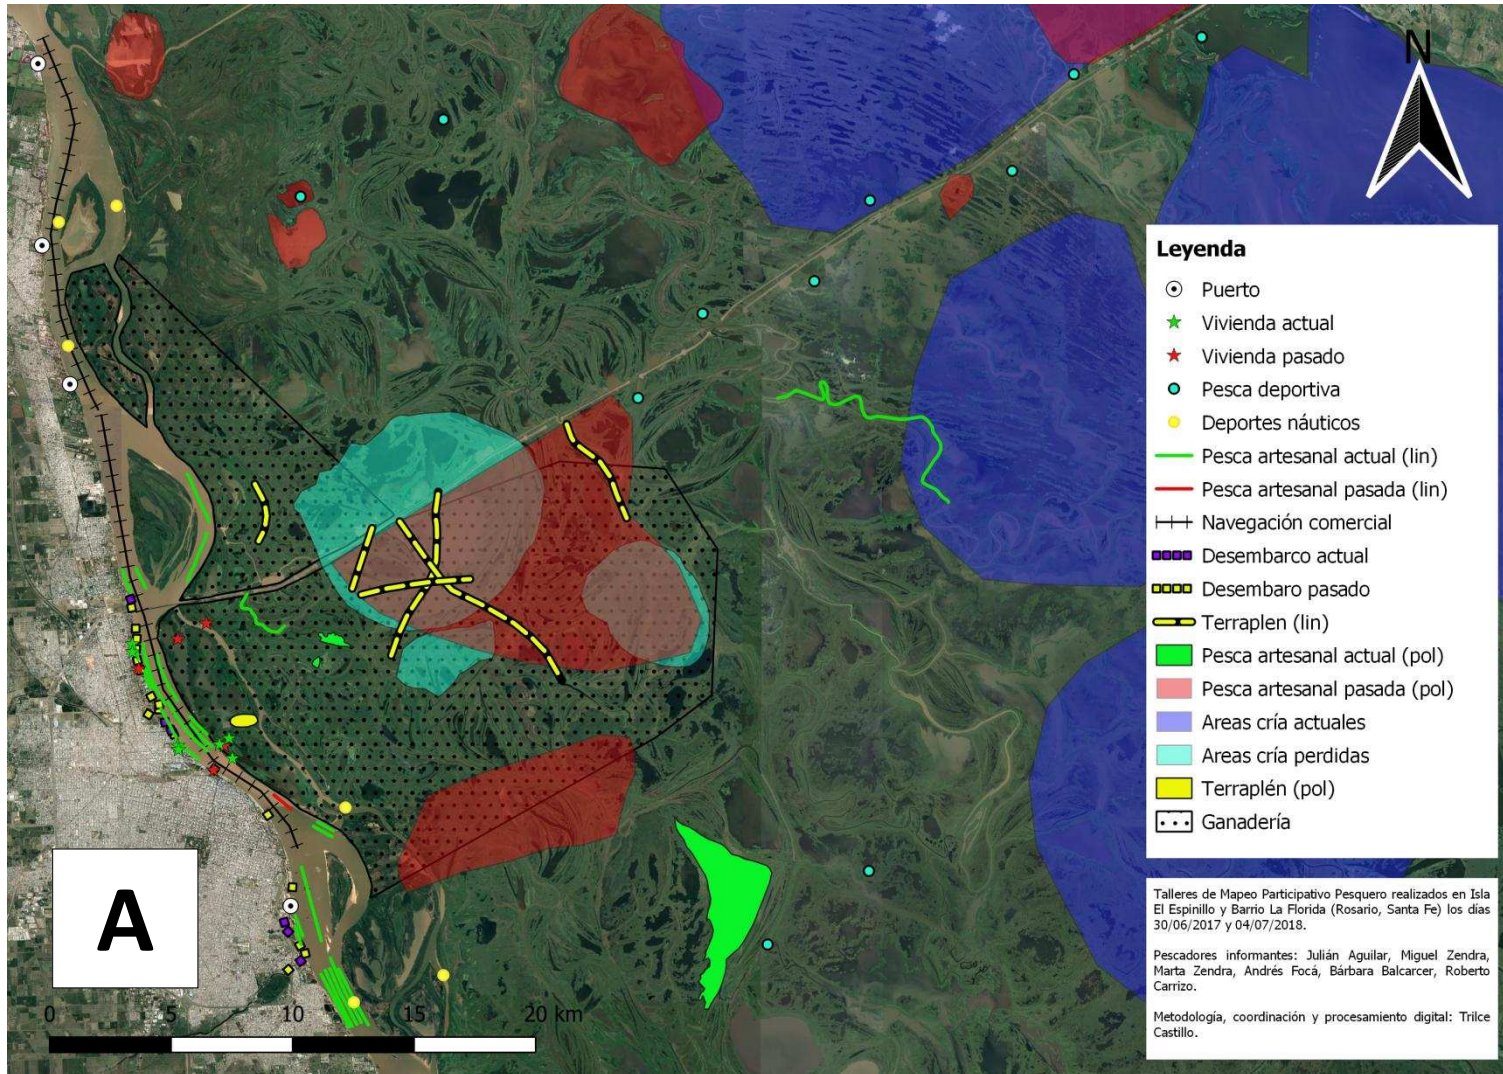 N
Leyenda
Puerto
Vivienda actual
Vivienda pasado
Pesca deportiva
Deportes náuticos
Pesca artesanal actual (lin)
Pesca artesanal pasada (lin)
Navegación comercial
Desembarco actual
Desembaro pasado
Terraplen (lin)
Pesca artesanal actual (pol)
Pesca artesanal pasada (pol)
Areas cría actuales
Areas cría perdidas
Terraplén (pol)
Ganadería
Talleres de Mapeo Participativo Pesquero realizados en Isla
El Espinillo y Barrio La Florida (Rosario, Santa Fe) los días
30/06/2017 y 04/07/2018.
Pescadores informantes: Julián Aguilar, Miguel Zendra,
Marta Zendra, Andrés Focá, Bárbara Balcarcer, Roberto
Carrizo.
Metodología, coordinación y procesamiento digital: Trilce
Castillo.
A
0 5 10 15 20 km